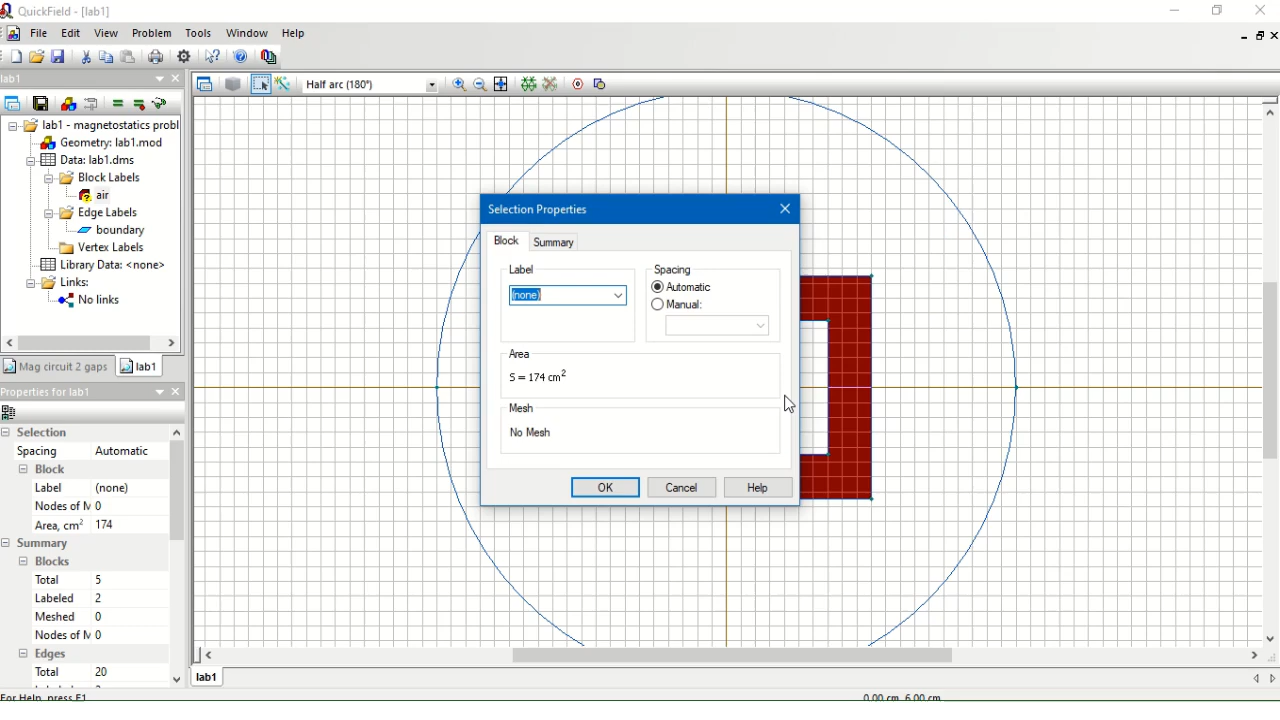 QuickField - [lab1]
File Edit View Problem Tools Window Help
lab1
Half arc (180°)
lab1 - magnetostatics probl
Geometry: lab1.mod
Data: lab1.dms
Block Labels
air
Edge Labels
boundary
Vertex Labels
Library Data: <none>
Links:
No links
Mag circuit 2 gaps lab1
Properties for lab1
Selection
Spacing Automatic
Block
Label (none)
Nodes of M 0
Area, cm² 174
Summary
Blocks
Total 5
Labeled 2
Meshed 0
Nodes of M 0
Edges
Total 20
Selection Properties
Block Summary
Label
(none)
Spacing
Automatic
Manual:
Area
S = 174 cm²
Mesh
No Mesh
OK Cancel Help
lab1
For Help, press F1
0.00 cm, 6.00 cm